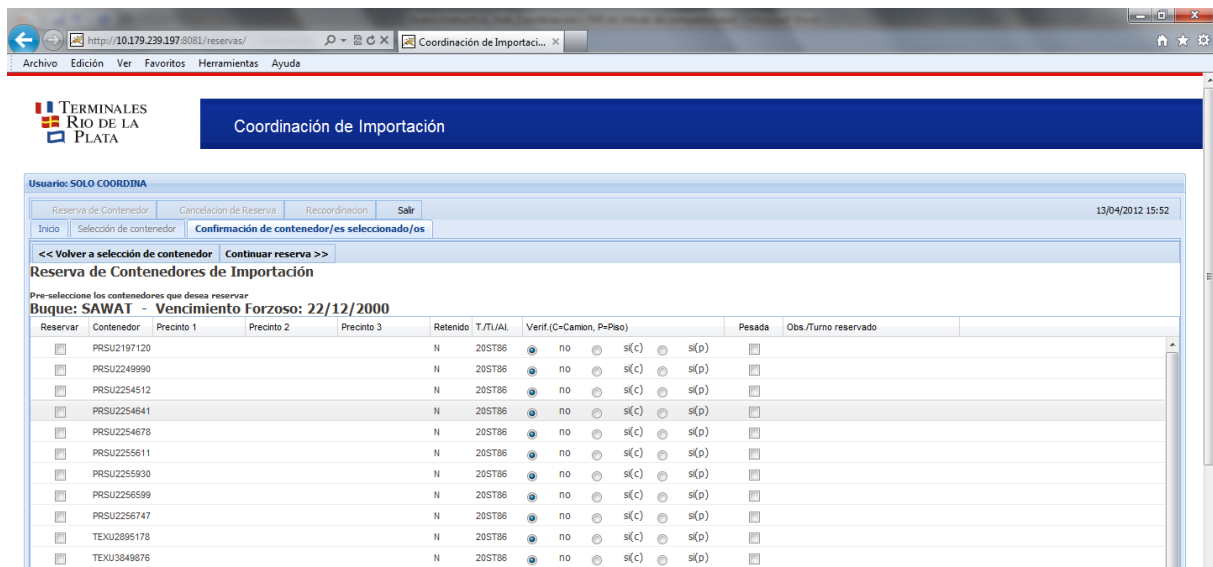 http://10.179.239.197:8081/reservas/
Coordinación de Importaci...
Archivo Edición Ver Favoritos Herramientas Ayuda
TERMINALES
RIO DE LA
PLATA
Coordinación de Importación
Usuario: SOLO COORDINA
Reserva de Contenedor Cancelacion de Reserva Recoordinacion Salir 13/04/2012 15:52
Inicio Selección de contenedor Confirmación de contenedor/es seleccionado/os
<< Volver a selección de contenedor Continuar reserva >>
Reserva de Contenedores de Importación
Pre-seleccione los contenedores que desea reservar
Buque: SAWAT - Vencimiento Forzoso: 22/12/2000
Reservar Contenedor Precinto 1 Precinto 2 Precinto 3 Retenido T./Ti./Al. Verif.(C=Camion, P=Piso) Pesada Obs./Turno reservado
PRSU2197120 N 20ST86 no si(c) si(p)
PRSU2249990 N 20ST86 no si(c) si(p)
PRSU2254512 N 20ST86 no si(c) si(p)
PRSU2254641 N 20ST86 no si(c) si(p)
PRSU2254678 N 20ST86 no si(c) si(p)
PRSU2255611 N 20ST86 no si(c) si(p)
PRSU2255930 N 20ST86 no si(c) si(p)
PRSU2256599 N 20ST86 no si(c) si(p)
PRSU2256747 N 20ST86 no si(c) si(p)
TEXU2895178 N 20ST86 no si(c) si(p)
TEXU3849876 N 20ST86 no si(c) si(p)